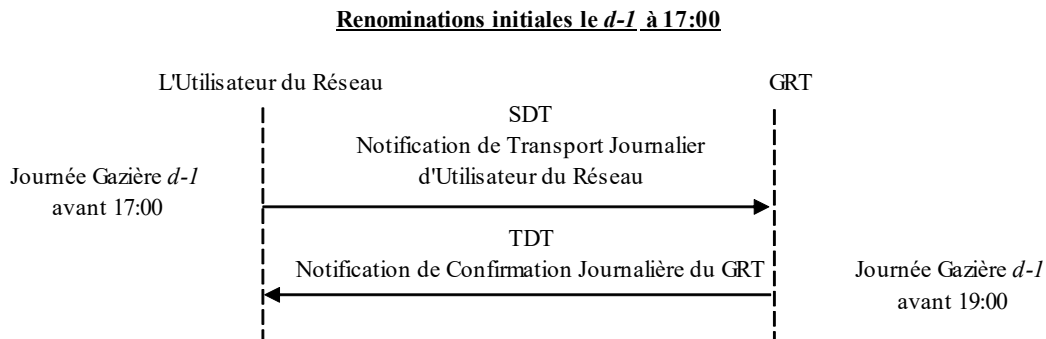 Renominations initiales le d-1 à 17:00
L'Utilisateur du Réseau
GRT
SDT
Notification de Transport Journalier
d'Utilisateur du Réseau
Journée Gazière d-1
avant 17:00
TDT
Notification de Confirmation Journalière du GRT
Journée Gazière d-1
avant 19:00